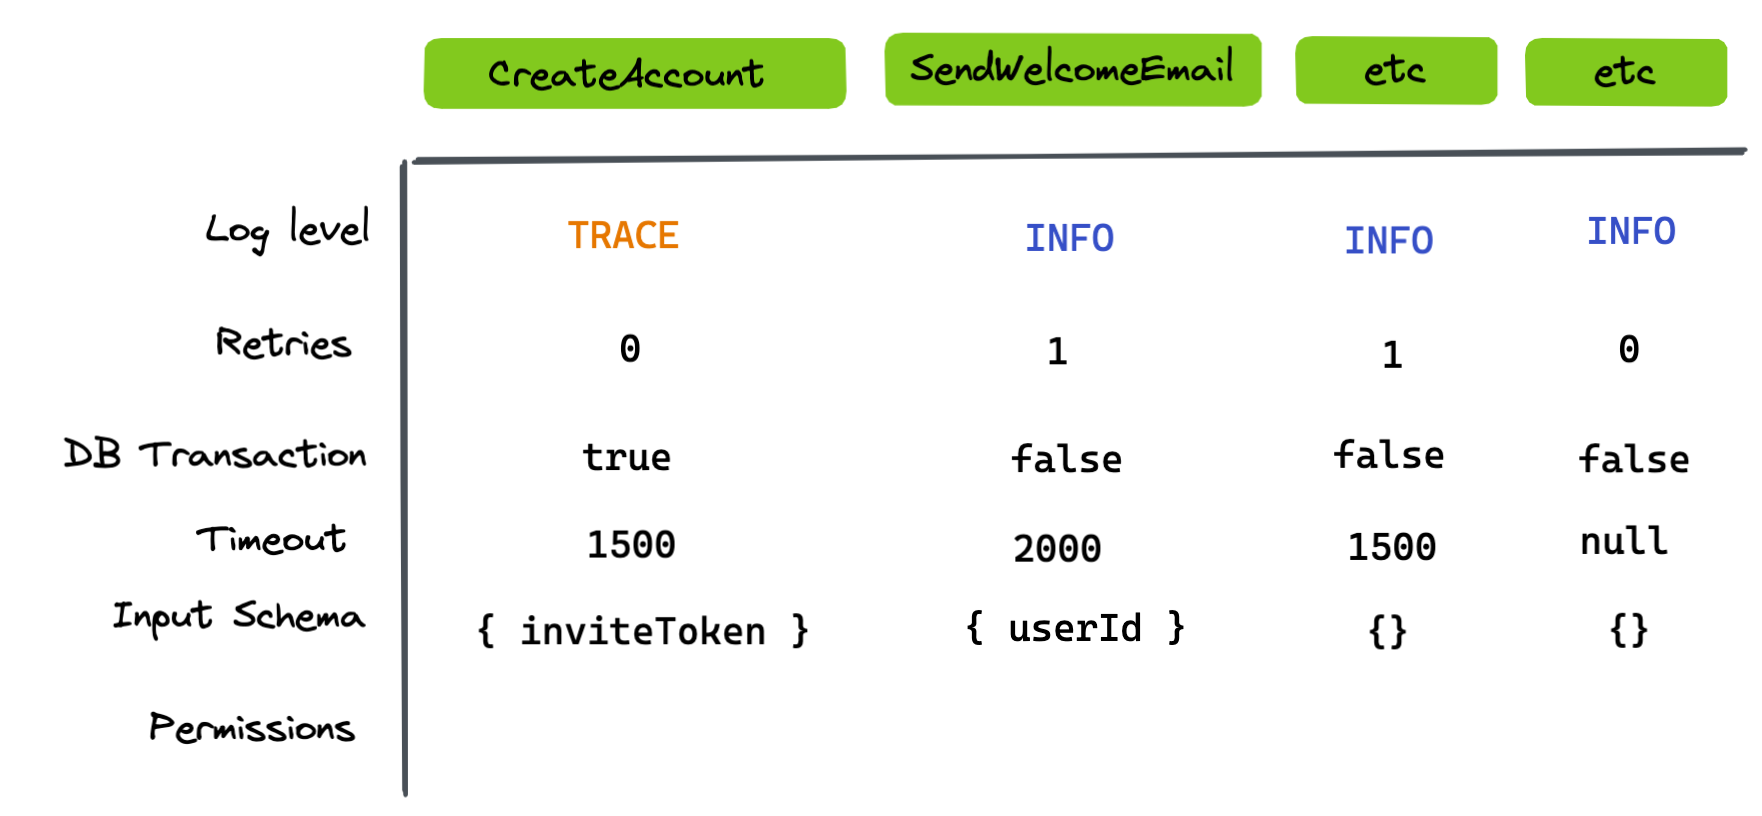 CreateAccount SendWelcomeEmail etc etc
Log level TRACE INFO INFO INFO
Retries 0 1 1 0
DB Transaction true false false false
Timeout 1500 2000 1500 null
Input Schema { inviteToken } { userId } {} {}
Permissions